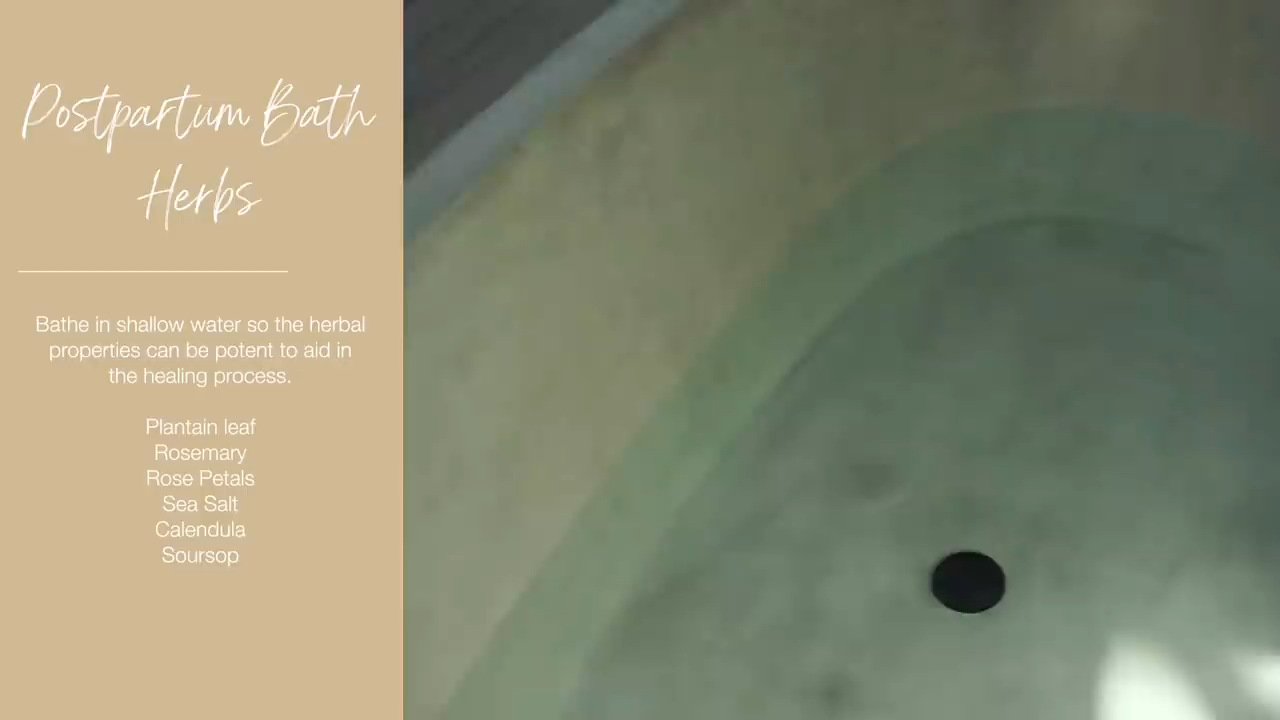 Postpartum Bath
Herbs
Bathe in shallow water so the herbal
properties can be potent to aid in
the healing process.
Plantain leaf
Rosemary
Rose Petals
Sea Salt
Calendula
Soursop